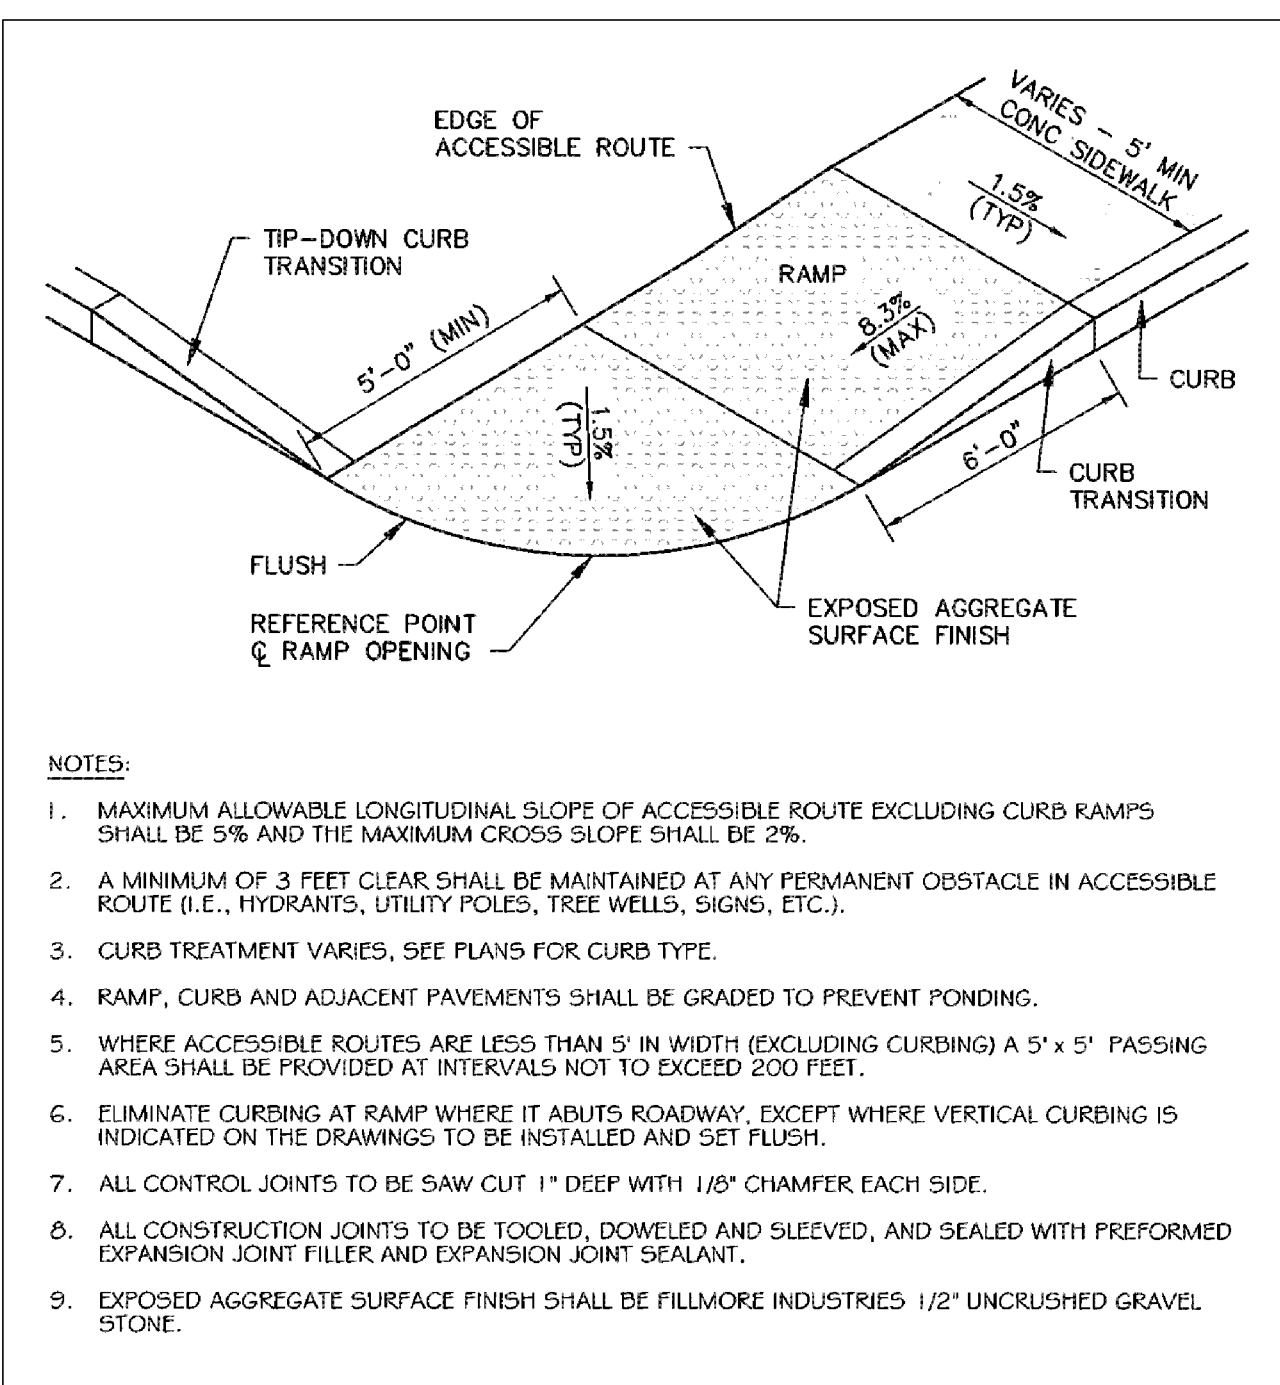 EDGE OF
ACCESSIBLE ROUTE
VARIES - 5' MIN
CONC SIDEWALK
1.5%
(TYP)
TIP-DOWN CURB
TRANSITION
RAMP
8.3%
(MAX)
5'-0" (MIN)
CURB
1.5%
(TYP)
6'-0"
CURB
TRANSITION
FLUSH
REFERENCE POINT
℄ RAMP OPENING
EXPOSED AGGREGATE
SURFACE FINISH
NOTES:
1. MAXIMUM ALLOWABLE LONGITUDINAL SLOPE OF ACCESSIBLE ROUTE EXCLUDING CURB RAMPS
SHALL BE 5% AND THE MAXIMUM CROSS SLOPE SHALL BE 2%.
2. A MINIMUM OF 3 FEET CLEAR SHALL BE MAINTAINED AT ANY PERMANENT OBSTACLE IN ACCESSIBLE
ROUTE (I.E., HYDRANTS, UTILITY POLES, TREE WELLS, SIGNS, ETC.).
3. CURB TREATMENT VARIES, SEE PLANS FOR CURB TYPE.
4. RAMP, CURB AND ADJACENT PAVEMENTS SHALL BE GRADED TO PREVENT PONDING.
5. WHERE ACCESSIBLE ROUTES ARE LESS THAN 5' IN WIDTH (EXCLUDING CURBING) A 5' x 5' PASSING
AREA SHALL BE PROVIDED AT INTERVALS NOT TO EXCEED 200 FEET.
6. ELIMINATE CURBING AT RAMP WHERE IT ABUTS ROADWAY, EXCEPT WHERE VERTICAL CURBING IS
INDICATED ON THE DRAWINGS TO BE INSTALLED AND SET FLUSH.
7. ALL CONTROL JOINTS TO BE SAW CUT 1" DEEP WITH 1/8" CHAMFER EACH SIDE.
8. ALL CONSTRUCTION JOINTS TO BE TOOLED, DOWELED AND SLEEVED, AND SEALED WITH PREFORMED
EXPANSION JOINT FILLER AND EXPANSION JOINT SEALANT.
9. EXPOSED AGGREGATE SURFACE FINISH SHALL BE FILLMORE INDUSTRIES 1/2" UNCRUSHED GRAVEL
STONE.